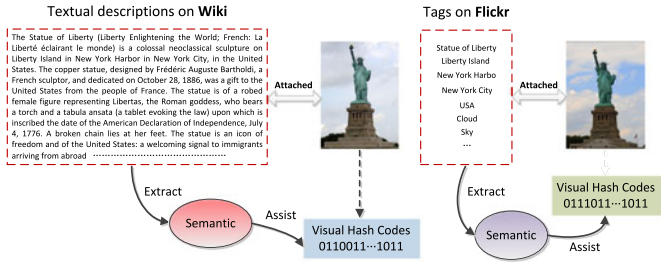 Textual descriptions on Wiki
The Statue of Liberty (Liberty Enlightening the World; French: La
Liberté éclairant le monde) is a colossal neoclassical sculpture on
Liberty Island in New York Harbor in New York City, in the United
States. The copper statue, designed by Frédéric Auguste Bartholdi, a
French sculptor, and dedicated on October 28, 1886, was a gift to the
United States from the people of France. The statue is of a robed
female figure representing Libertas, the Roman goddess, who bears
a torch and a tabula ansata (a tablet evoking the law) upon which is
inscribed the date of the American Declaration of Independence, July
4, 1776. A broken chain lies at her feet. The statue is an icon of
freedom and of the United States: a welcoming signal to immigrants
arriving from abroad ·······································
Attached
Extract
Semantic
Assist
Visual Hash Codes
0110011···1011
Tags on Flickr
Statue of Liberty
Liberty Island
New York Harbo
New York City
USA
Cloud
Sky
···
Attached
Extract
Semantic
Assist
Visual Hash Codes
0111011···1011